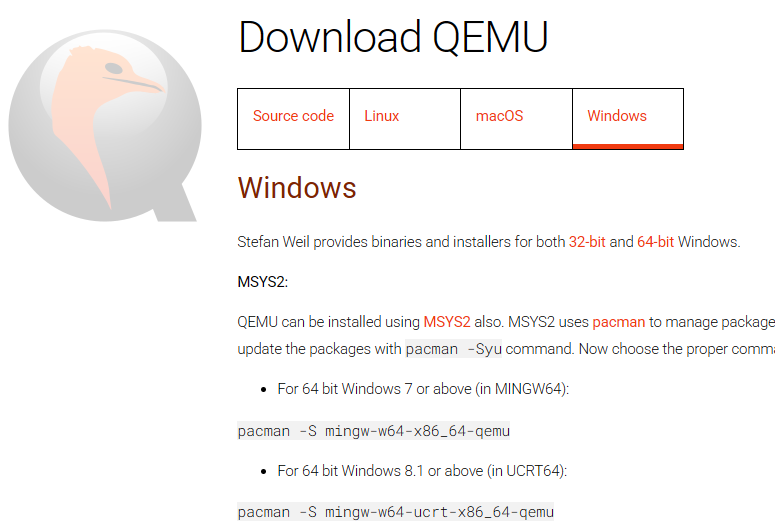 Download QEMU
Source code
Linux
macOS
Windows
Windows
Stefan Weil provides binaries and installers for both 32-bit and 64-bit Windows.
MSYS2:
QEMU can be installed using MSYS2 also. MSYS2 uses pacman to manage package
update the packages with pacman -Syu command. Now choose the proper comma
• For 64 bit Windows 7 or above (in MINGW64):
pacman -S mingw-w64-x86_64-qemu
• For 64 bit Windows 8.1 or above (in UCRT64):
pacman -S mingw-w64-ucrt-x86_64-qemu